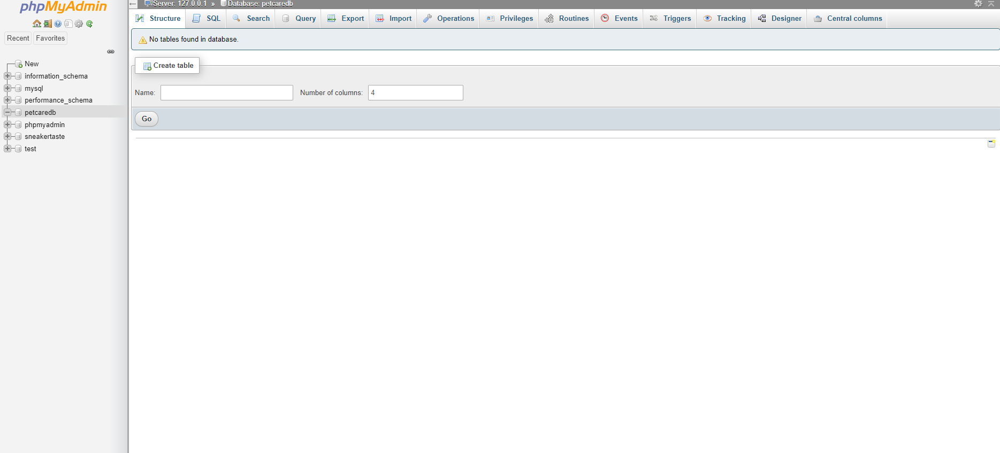 phpMyAdmin
Recent Favorites
New
information_schema
mysql
performance_schema
petcaredb
phpmyadmin
sneakertaste
test
Server: 127.0.0.1 » Database: petcaredb
Structure SQL Search Query Export Import Operations Privileges Routines Events Triggers Tracking Designer Central columns
No tables found in database.
Create table
Name: Number of columns: 4
Go